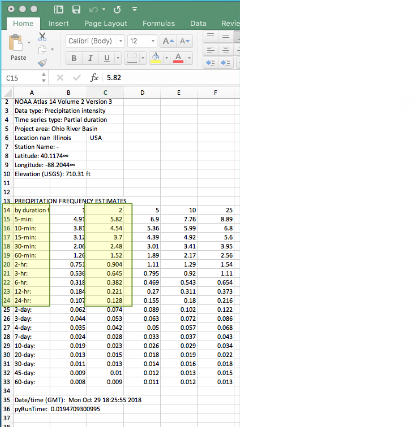 Home Insert Page Layout Formulas Data Revie
Paste
Calibri (Body) 12 A A
B I U A
C15 fx 5.82
A B C D E F
2 NOAA Atlas 14 Volume 2 Version 3
3 Data type: Precipitation intensity
4 Time series type: Partial duration
5 Project area: Ohio River Basin
6 Location nan Illinois USA
7 Station Name: -
8 Latitude: 40.1174∞
9 Longitude: -88.2044∞
10 Elevation (USGS): 710.31 ft
11
12
13 PRECIPITATION FREQUENCY ESTIMATES
14 by duration f 1 2 5 10 25
15 5-min: 4.91 5.82 6.9 7.76 8.89
16 10-min: 3.81 4.54 5.36 5.99 6.8
17 15-min: 3.12 3.7 4.39 4.92 5.6
18 30-min: 2.06 2.48 3.01 3.41 3.95
19 60-min: 1.26 1.52 1.89 2.17 2.56
20 2-hr: 0.751 0.904 1.11 1.29 1.54
21 3-hr: 0.536 0.645 0.795 0.92 1.11
22 6-hr: 0.318 0.382 0.469 0.543 0.654
23 12-hr: 0.184 0.221 0.27 0.311 0.373
24 24-hr: 0.107 0.128 0.155 0.18 0.216
25 2-day: 0.062 0.074 0.089 0.102 0.122
26 3-day: 0.044 0.053 0.063 0.072 0.086
27 4-day: 0.035 0.042 0.05 0.057 0.068
28 7-day: 0.024 0.028 0.033 0.037 0.043
29 10-day: 0.019 0.023 0.026 0.029 0.034
30 20-day: 0.013 0.015 0.018 0.019 0.022
31 30-day: 0.011 0.013 0.014 0.016 0.018
32 45-day: 0.009 0.01 0.012 0.013 0.015
33 60-day: 0.008 0.009 0.011 0.012 0.013
34
35 Date/time (GMT): Mon Oct 29 18:25:55 2018
36 pyRunTime: 0.0194709300995
37